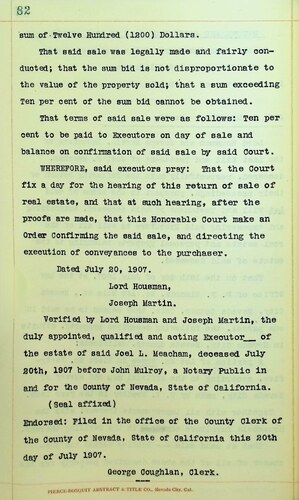 82
sum of Twelve Hundred (1200) Dollars.
That said sale was legally made and fairly con-
ducted; that the sum bid is not disproportionate to
the value of the property sold; that a sum exceeding
Ten per cent of the sum bid cannot be obtained.
That terms of said sale were as follows: Ten per
cent to be paid to Executors on day of sale and
balance on confirmation of said sale by said Court.
WHEREFORE, said executors pray: That the Court
fix a day for the hearing of this return of sale of
real estate, and that at such hearing, after the
proofs are made, that this Honorable Court make an
Order Confirming the said sale, and directing the
execution of conveyances to the purchaser.
Dated July 20, 1907.
Lord Housman,
Joseph Martin.
Verified by Lord Housman and Joseph Martin, the
duly appointed, qualified and acting Executor__ of
the estate of said Joel L. Meacham, deceased July
20th, 1907 before John Mulroy, a Notary Public in
and for the County of Nevada, State of California.
(Seal affixed)
Endorsed: Filed in the office of the County Clerk of
the County of Nevada, State of California this 20th
day of July 1907.
George Coughlan, Clerk.
ABSTRACT & TITLE CO., Nevada City, Cal.